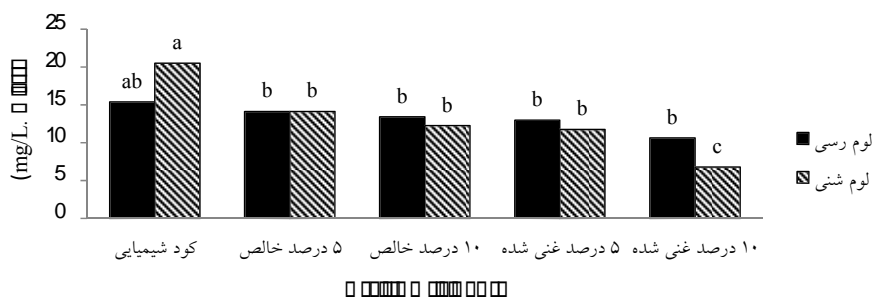 25
20
15
10
5
0
(mg/L.
ab
a
b
b
b
b
b
b
b
c
کود شیمیایی
۵ درصد خالص
۱۰ درصد خالص
۵ درصد غنی شده
۱۰ درصد غنی شده
لوم رسی
لوم شنی